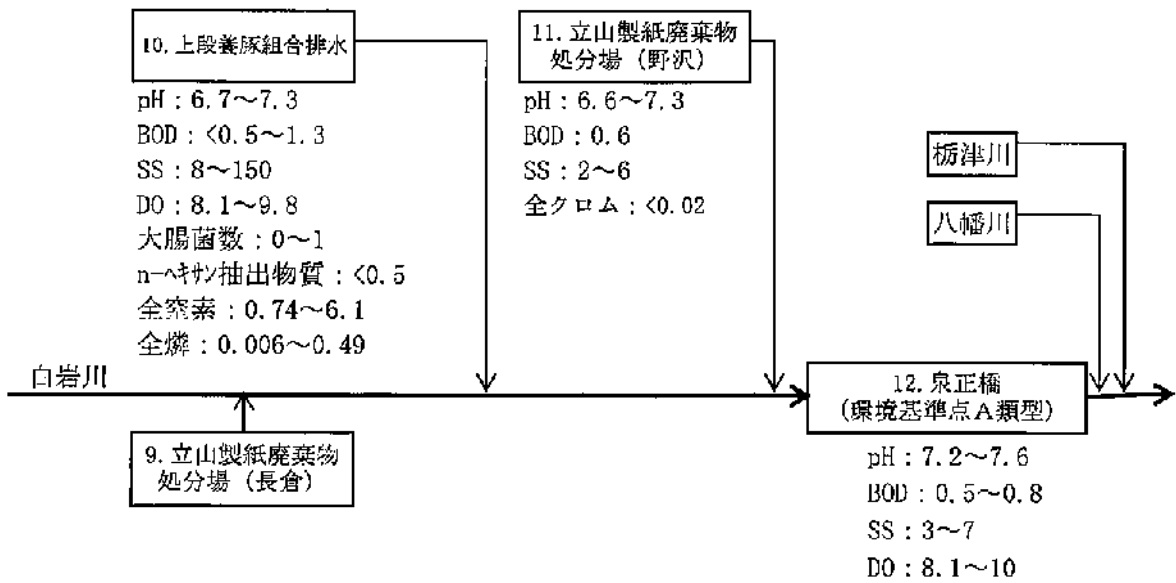 10.上段養豚組合排水
pH：6.7～7.3
BOD：<0.5～1.3
SS：8～150
DO：8.1～9.8
大腸菌数：0～1
n-ヘキサン抽出物質：<0.5
全窒素：0.74～6.1
全燐：0.006～0.49
11.立山製紙廃棄物
処分場（野沢）
pH：6.6～7.3
BOD：0.6
SS：2～6
全クロム：<0.02
栃津川
八幡川
白岩川
9.立山製紙廃棄物
処分場（長倉）
12.泉正橋
(環境基準点A類型)
pH：7.2～7.6
BOD：0.5～0.8
SS：3～7
DO：8.1～10